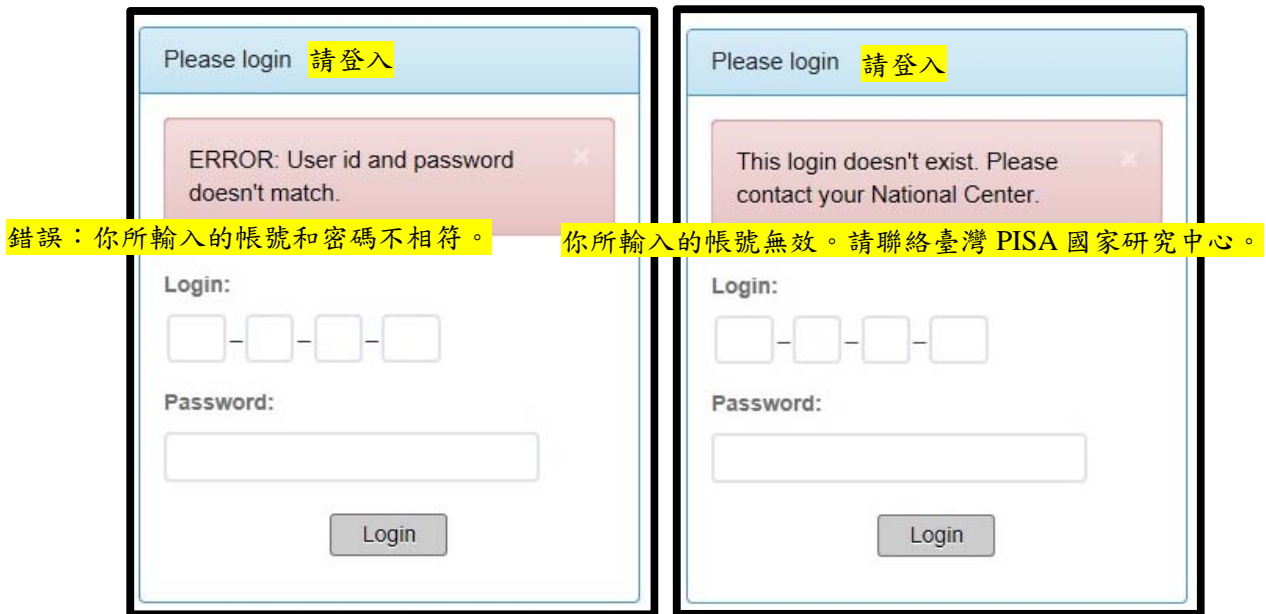 Please login 請登入
ERROR: User id and password
doesn't match.
錯誤：你所輸入的帳號和密碼不相符。
Login:
– – –
Password:
Login
Please login 請登入
This login doesn't exist. Please
contact your National Center.
你所輸入的帳號無效。請聯絡臺灣 PISA 國家研究中心。
Login:
– – –
Password:
Login